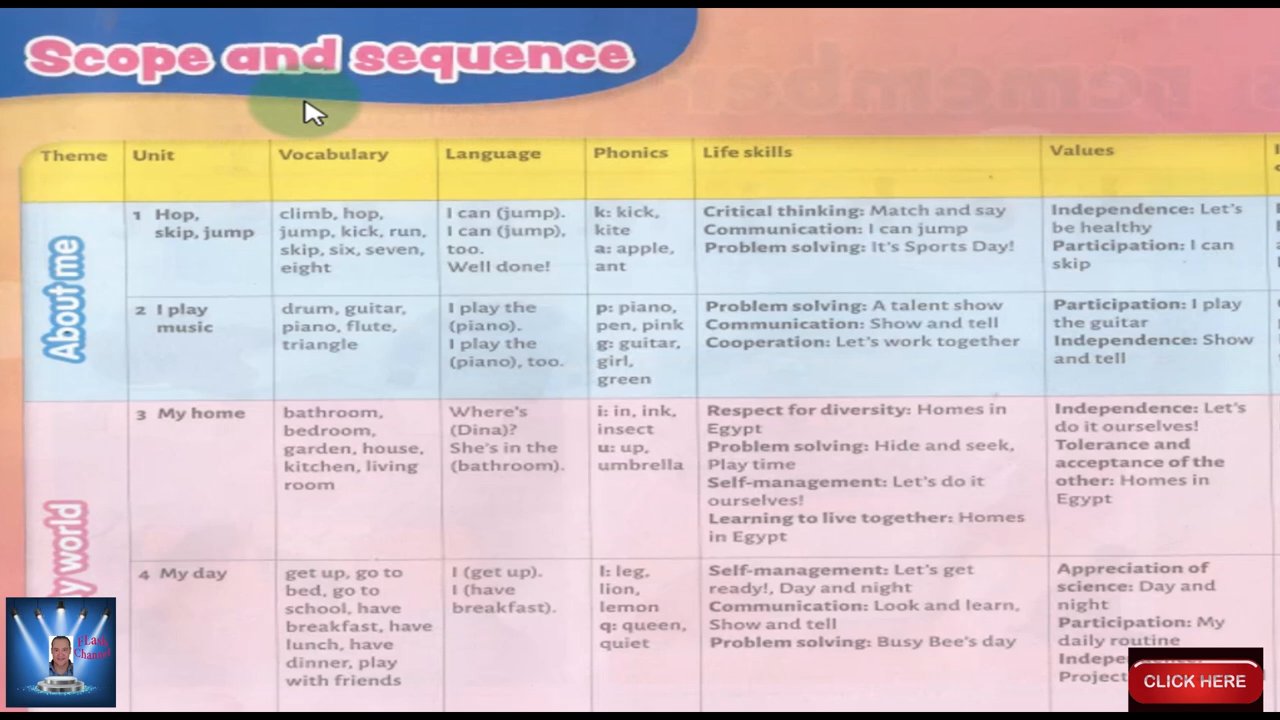 Scope and sequence
Theme
Unit
Vocabulary
Language
Phonics
Life skills
Values
About me
1 Hop,
skip, jump
climb, hop,
jump, kick, run,
skip, six, seven,
eight
I can (jump).
I can (jump),
too.
Well done!
k: kick,
kite
a: apple,
ant
Critical thinking: Match and say
Communication: I can jump
Problem solving: It's Sports Day!
Independence: Let's
be healthy
Participation: I can
skip
2 I play
music
drum, guitar,
piano, flute,
triangle
I play the
(piano).
I play the
(piano), too.
p: piano,
pen, pink
g: guitar,
girl,
green
Problem solving: A talent show
Communication: Show and tell
Cooperation: Let's work together
Participation: I play
the guitar
Independence: Show
and tell
world
3 My home
bathroom,
bedroom,
garden, house,
kitchen, living
room
Where's
(Dina)?
She's in the
(bathroom).
i: in, ink,
insect
u: up,
umbrella
Respect for diversity: Homes in
Egypt
Problem solving: Hide and seek,
Play time
Self-management: Let's do it
ourselves!
Learning to live together: Homes
in Egypt
Independence: Let's
do it ourselves!
Tolerance and
acceptance of the
other: Homes in
Egypt
4 My day
get up, go to
bed, go to
school, have
breakfast, have
lunch, have
dinner, play
with friends
I (get up).
I (have
breakfast).
l: leg,
lion,
lemon
q: queen,
quiet
Self-management: Let's get
ready!, Day and night
Communication: Look and learn,
Show and tell
Problem solving: Busy Bee's day
Appreciation of
science: Day and
night
Participation: My
daily routine
Project
FLash
Channel
CLICK HERE